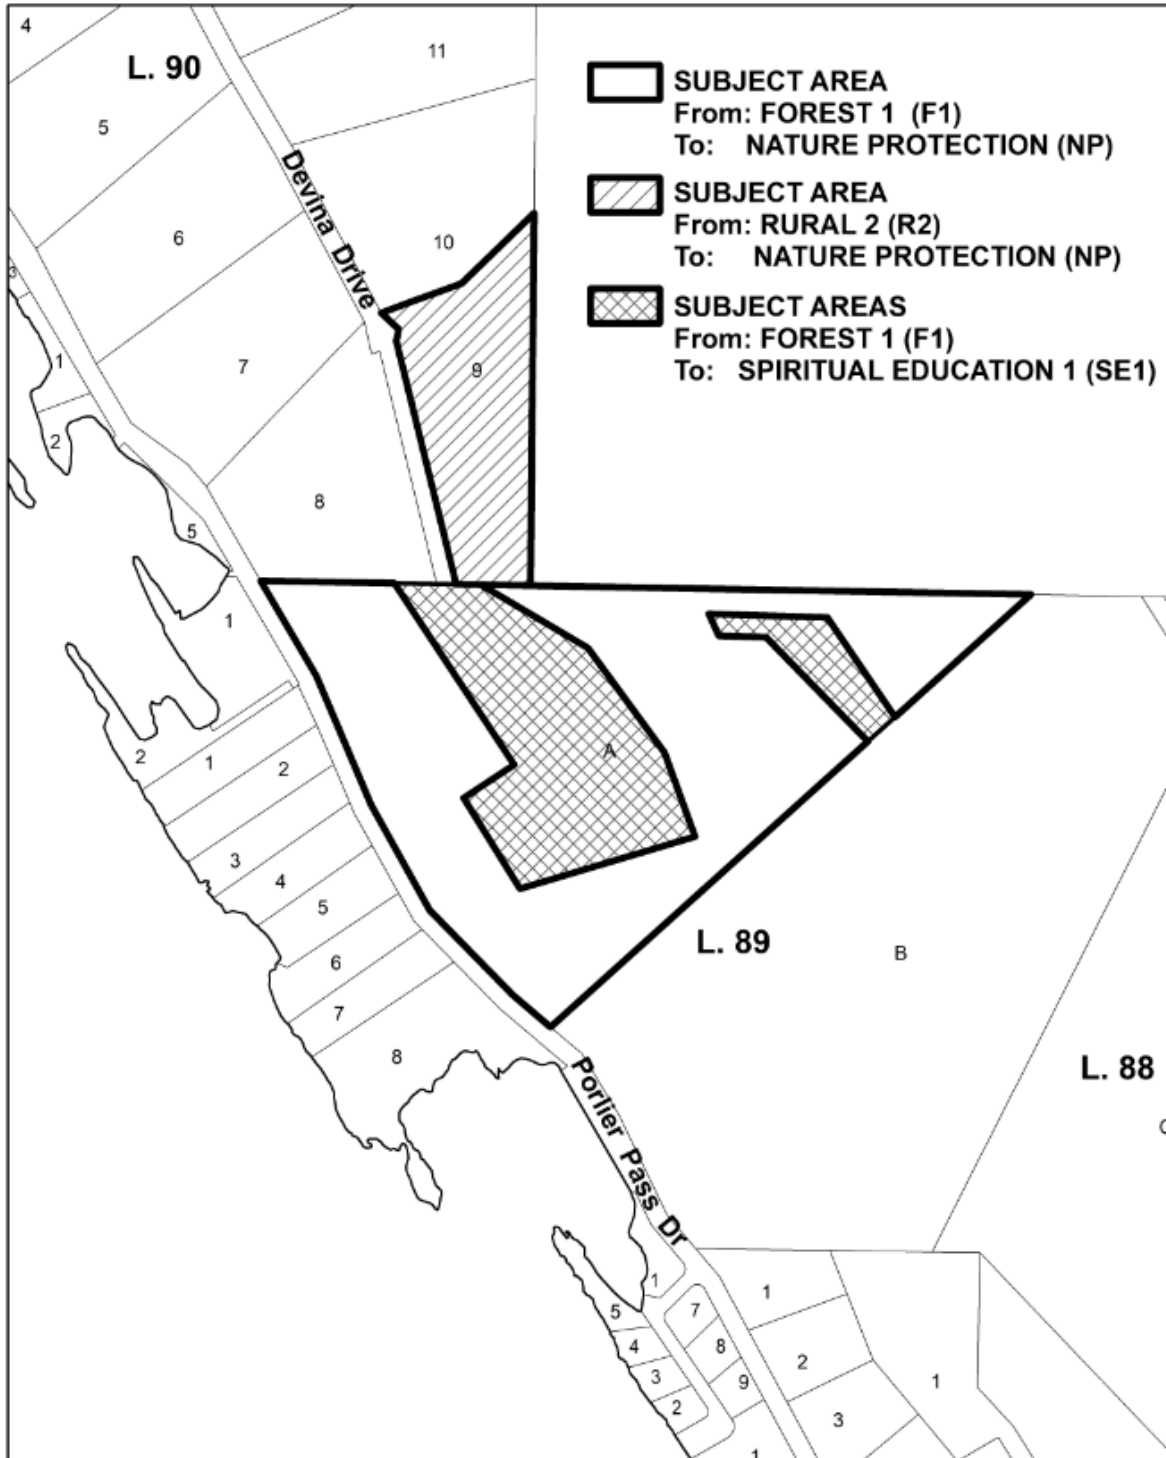 4
L. 90
11
5
SUBJECT AREA
From: FOREST 1 (F1)
To: NATURE PROTECTION (NP)
SUBJECT AREA
From: RURAL 2 (R2)
To: NATURE PROTECTION (NP)
SUBJECT AREAS
From: FOREST 1 (F1)
To: SPIRITUAL EDUCATION 1 (SE1)
Devina Drive
6
10
3
1
7
9
2
8
5
1
A
2
1
2
3
4
5
6
7
8
L. 89
B
L. 88
Porlier Pass Dr
1
5
7
4
8
3
9
2
1
1
2
3
1